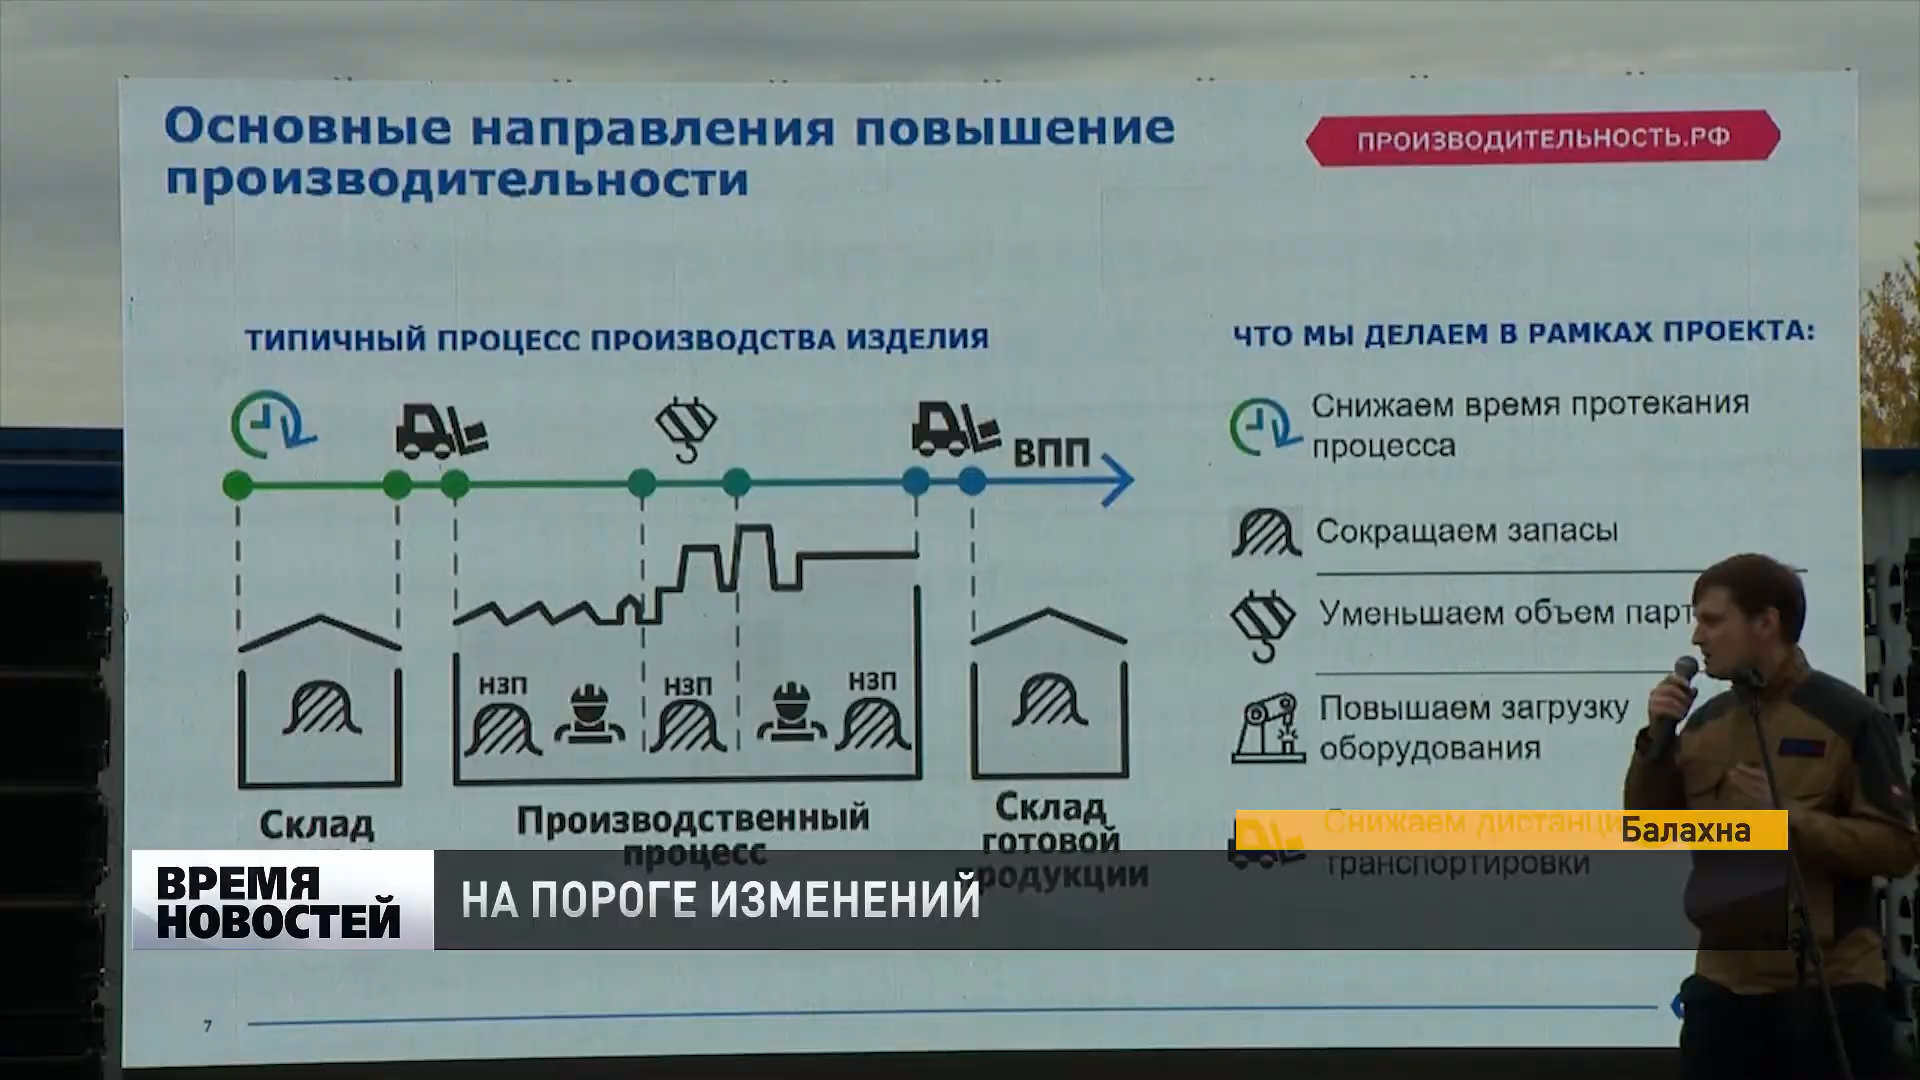 Основные направления повышение
производительности
ПРОИЗВОДИТЕЛЬНОСТЬ.РФ
ТИПИЧНЫЙ ПРОЦЕСС ПРОИЗВОДСТВА ИЗДЕЛИЯ
ВПП
НЗП
НЗП
НЗП
Склад
Производственный
процесс
Склад
готовой
продукции
ЧТО МЫ ДЕЛАЕМ В РАМКАХ ПРОЕКТА:
Снижаем время протекания
процесса
Сокращаем запасы
Уменьшаем объем парт
Повышаем загрузку
оборудования
Снижаем дистанци
транспортировки
Балахна
ВРЕМЯ
НОВОСТЕЙ
НА ПОРОГЕ ИЗМЕНЕНИЙ
7